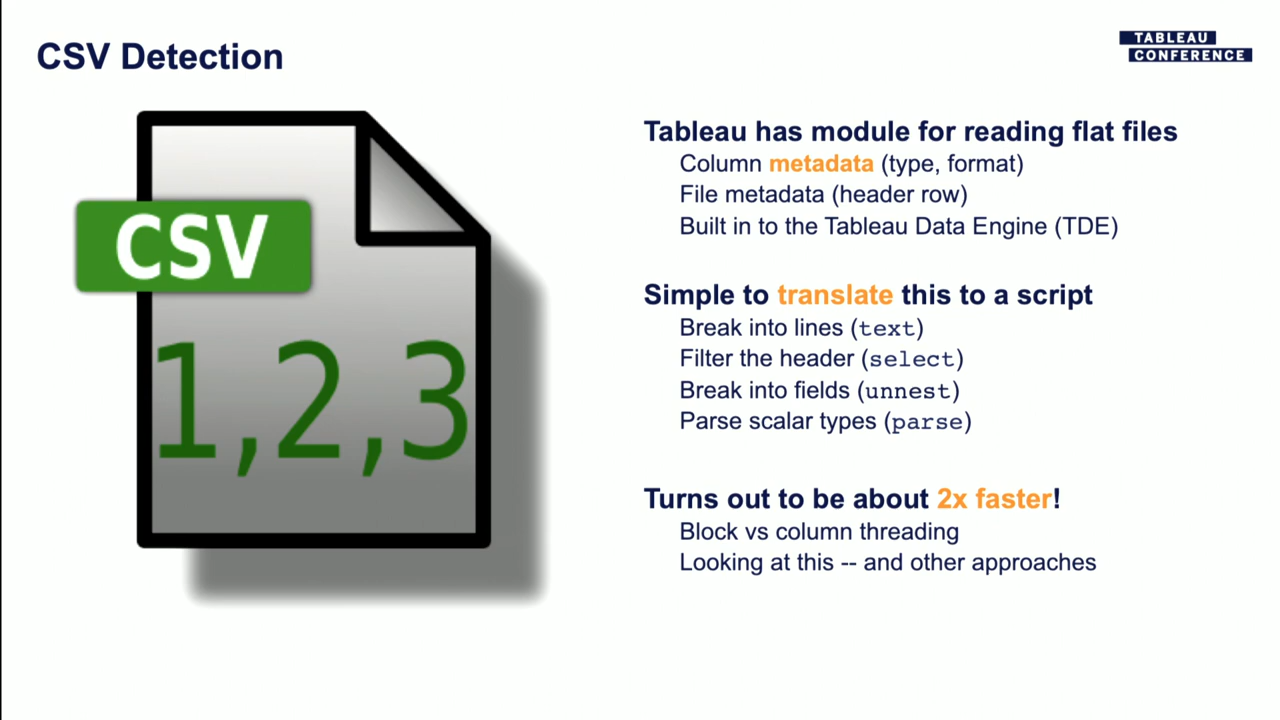 CSV Detection
TABLEAU
CONFERENCE
CSV
1,2,3
Tableau has module for reading flat files
Column metadata (type, format)
File metadata (header row)
Built in to the Tableau Data Engine (TDE)
Simple to translate this to a script
Break into lines (text)
Filter the header (select)
Break into fields (unnest)
Parse scalar types (parse)
Turns out to be about 2x faster!
Block vs column threading
Looking at this -- and other approaches